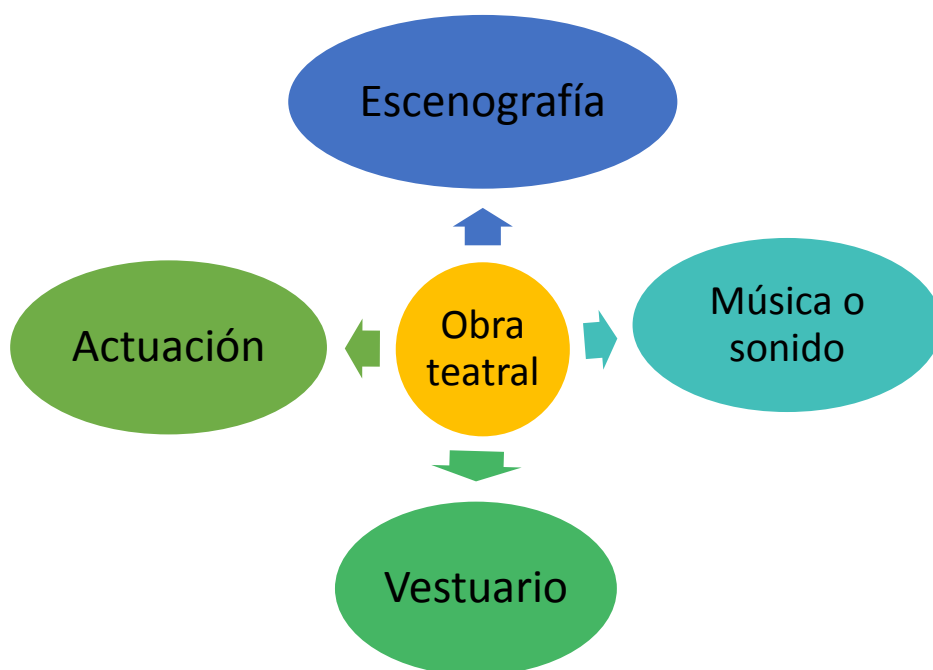 Escenografía
Actuación
Obra
teatral
Música o
sonido
Vestuario